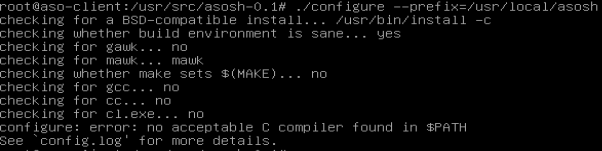 root@aso-client:/usr/src/asosh-0.1# ./configure --prefix=/usr/local/asosh
checking for a BSD-compatible install... /usr/bin/install -c
checking whether build environment is sane... yes
checking for gawk... no
checking for mawk... mawk
checking whether make sets $(MAKE)... no
checking for gcc... no
checking for cc... no
checking for cl.exe... no
configure: error: no acceptable C compiler found in $PATH
See `config.log' for more details.